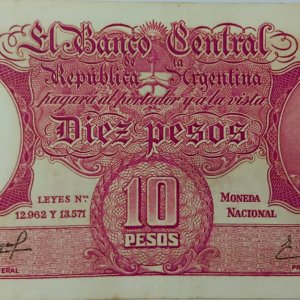 El Banco Central
de la
República Argentina
pagará al portador y a la vista
Diez pesos
LEYES Nos.
12.962 Y 13.571
10
PESOS
MONEDA
NACIONAL